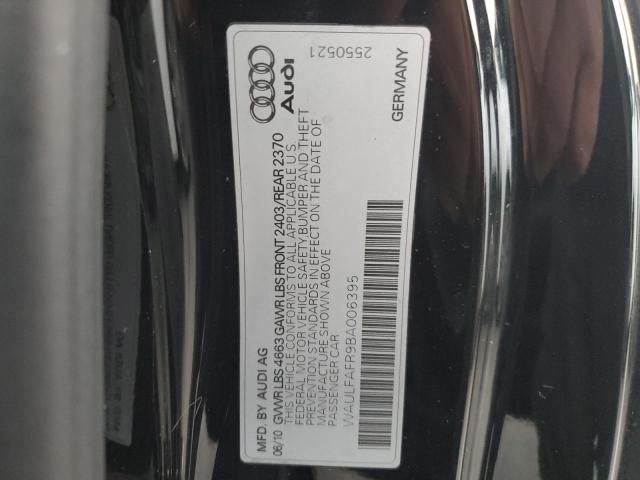 Audi
2550521
MFD. BY AUDI AG
06/10 GVWR LBS 4663 GAWR LBS FRONT 2403/REAR 2370
THIS VEHICLE CONFORMS TO ALL APPLICABLE U.S.
FEDERAL MOTOR VEHICLE SAFETY, BUMPER AND THEFT
PREVENTION STANDARDS IN EFFECT ON THE DATE OF
MANUFACTURE SHOWN ABOVE
PASSENGER CAR
WAULFAFR9BA006395
GERMANY